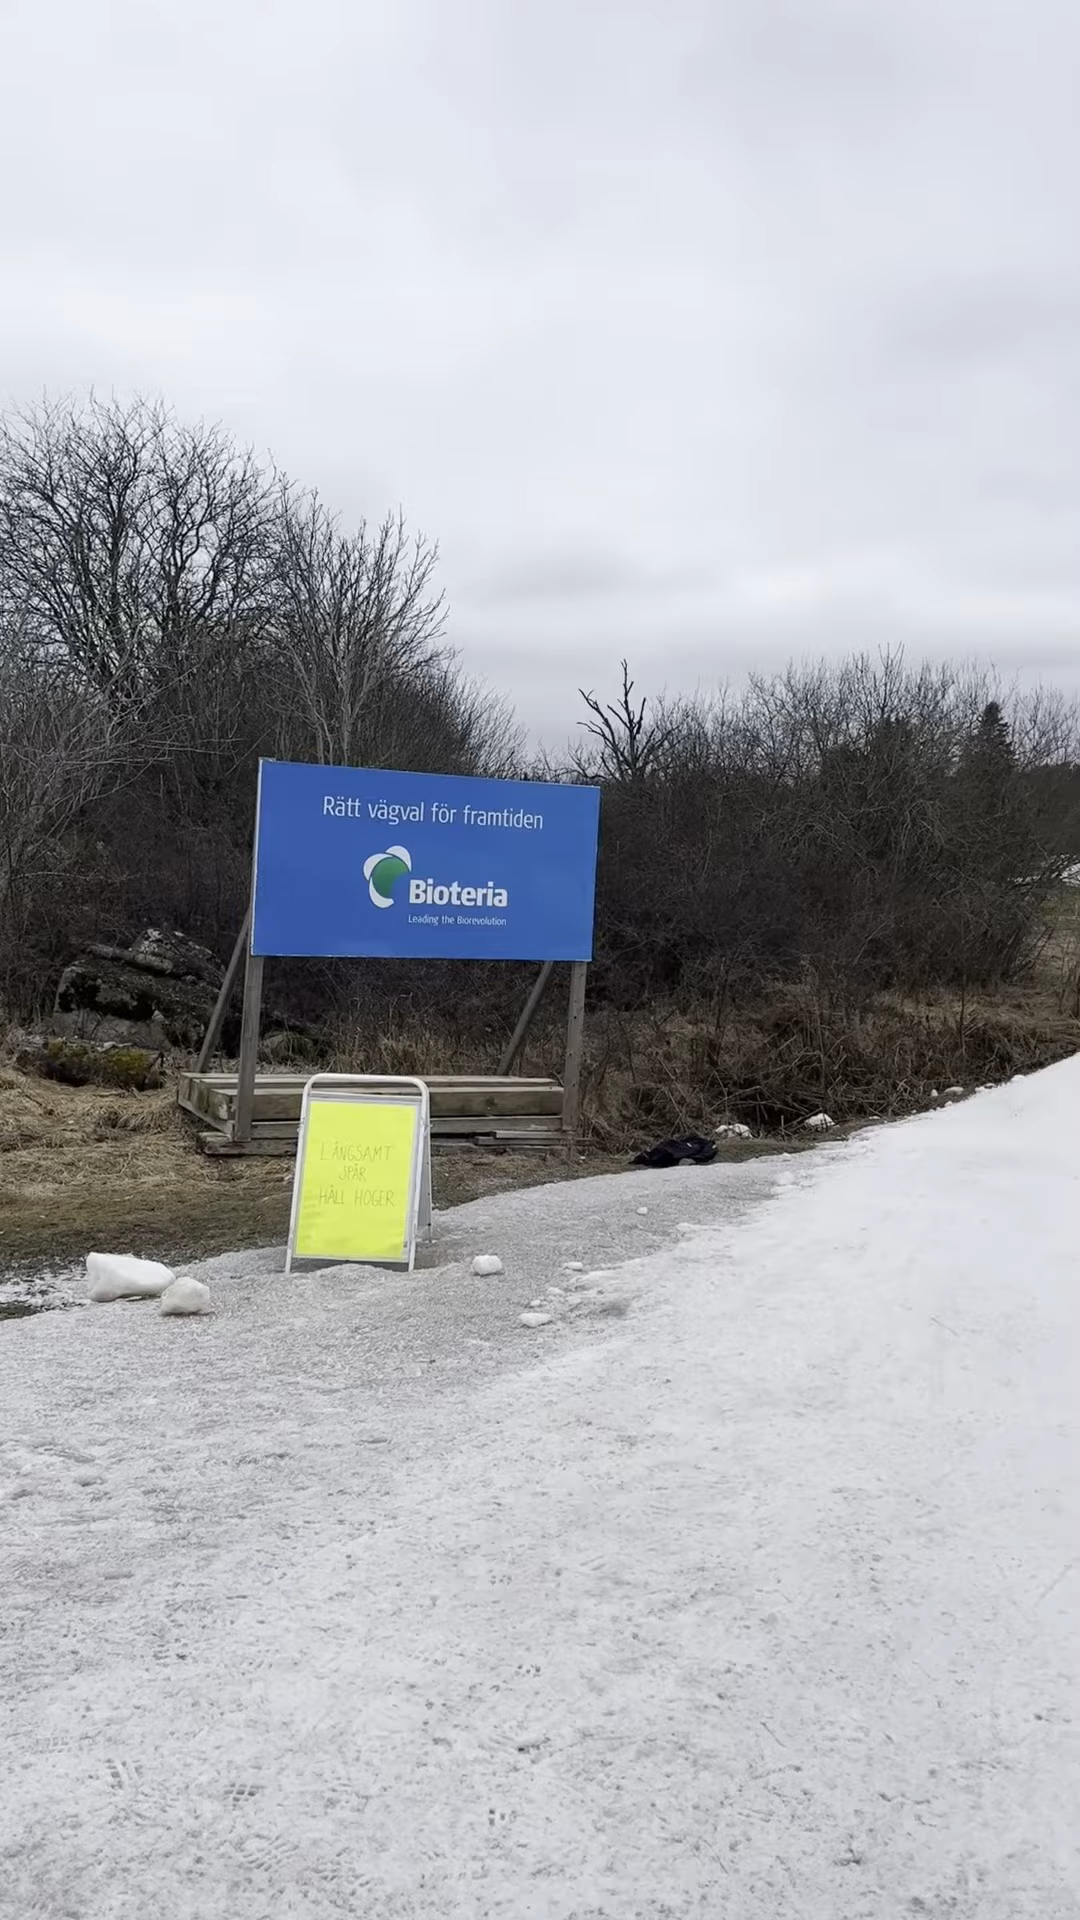 Rätt vägval för framtiden
Bioteria
Leading the Biorevolution
LÅNGSAMT
SPÅR
HÅLL HÖGER